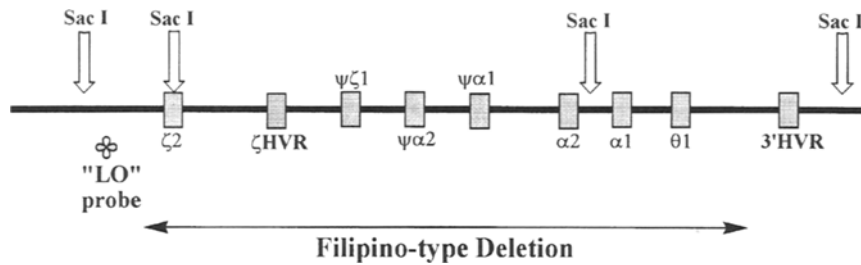 Sac I Sac I Sac I Sac I
ψζ1 ψα1
ζ2 ζHVR ψα2 α2 α1 θ1 3'HVR
"LO"
probe
Filipino-type Deletion